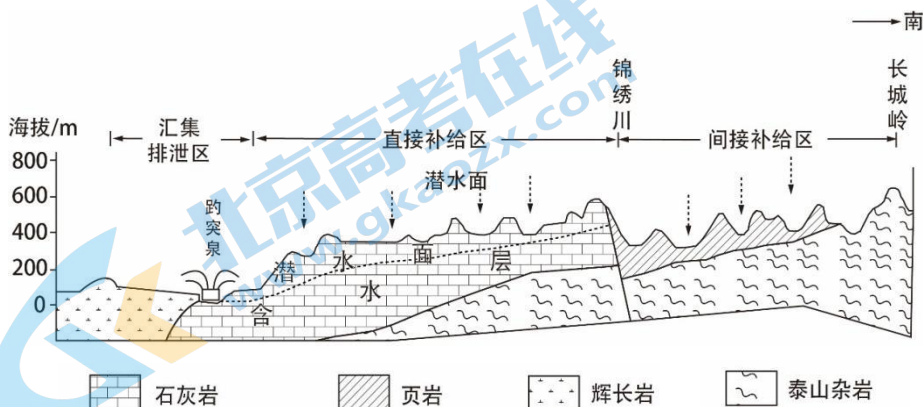 南
锦绣川
长城岭
海拔/m
汇集
排泄区
直接补给区
间接补给区
800
600
400
200
0
潜水面
趵突泉
潜水面层
含水
石灰岩
页岩
辉长岩
泰山杂岩
北京高考在线
www.gkaozx.com